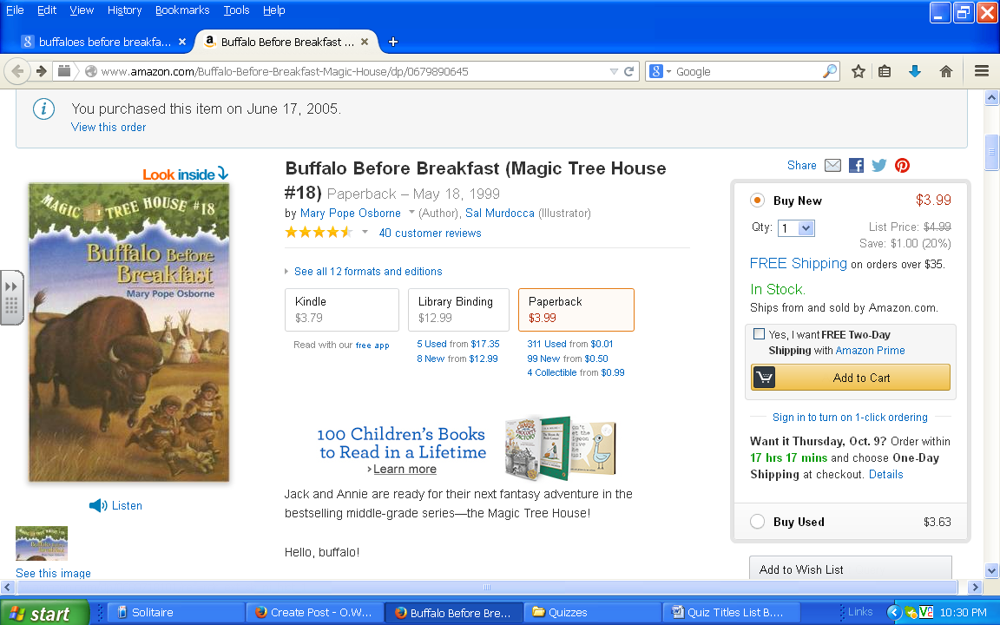 File Edit View History Bookmarks Tools Help
buffaloes before breakfa...
Buffalo Before Breakfast ...
www.amazon.com/Buffalo-Before-Breakfast-Magic-House/dp/0679890645
Google
You purchased this item on June 17, 2005.
View this order
Look inside
MAGIC TREE HOUSE #18
Buffalo Before
Breakfast
Mary Pope Osborne
Listen
See this image
Buffalo Before Breakfast (Magic Tree House
#18) Paperback – May 18, 1999
by Mary Pope Osborne (Author), Sal Murdocca (Illustrator)
40 customer reviews
See all 12 formats and editions
Kindle
$3.79
Library Binding
$12.99
Paperback
$3.99
Read with our free app
5 Used from $17.35
8 New from $12.99
311 Used from $0.01
99 New from $0.50
4 Collectible from $0.99
100 Children's Books
to Read in a Lifetime
›Learn more
Jack and Annie are ready for their next fantasy adventure in the
bestselling middle-grade series—the Magic Tree House!
Hello, buffalo!
Share
Buy New $3.99
Qty: 1
List Price: $4.99
Save: $1.00 (20%)
FREE Shipping on orders over $35.
In Stock.
Ships from and sold by Amazon.com.
Yes, I want FREE Two-Day
Shipping with Amazon Prime
Add to Cart
Sign in to turn on 1-click ordering
Want it Thursday, Oct. 9? Order within
17 hrs 17 mins and choose One-Day
Shipping at checkout. Details
Buy Used $3.63
Add to Wish List
start
Solitaire
Create Post - O.W...
Buffalo Before Bre...
Quizzes
Quiz Titles List B....
Links
10:30 PM